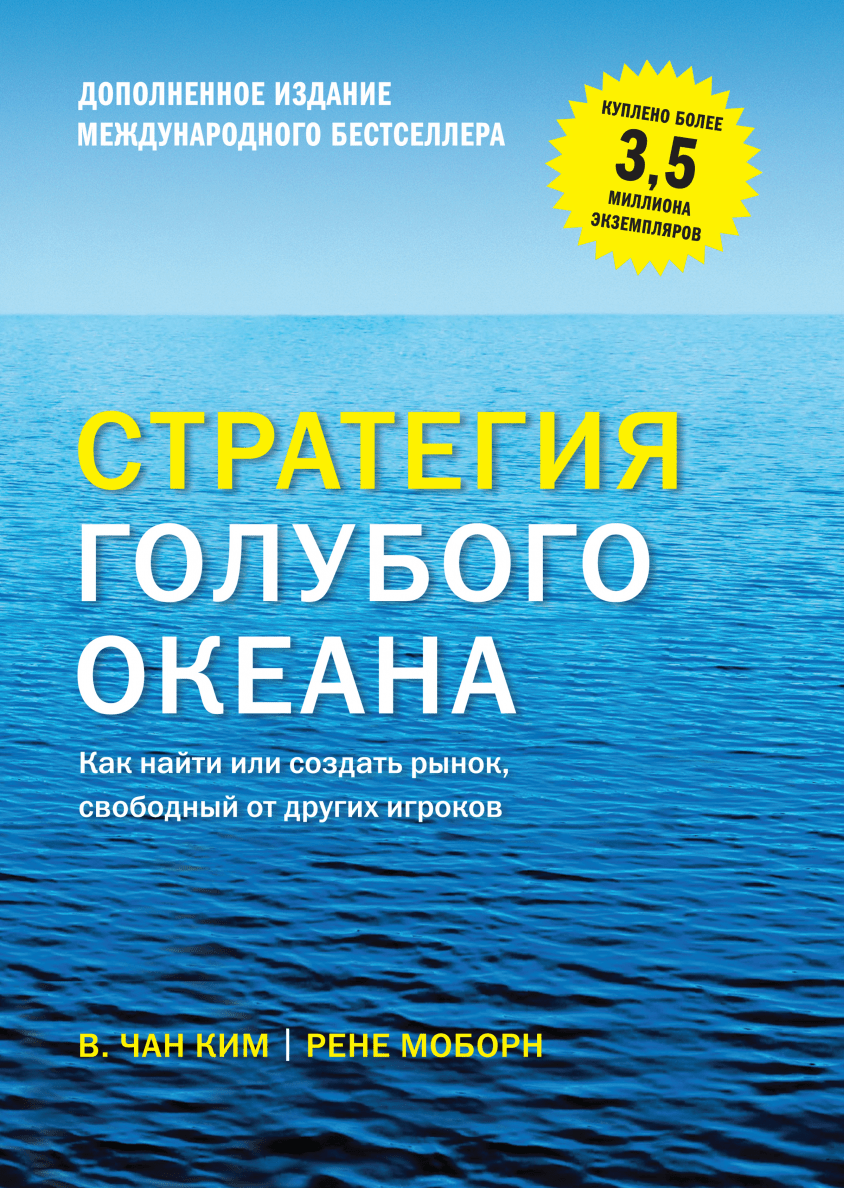 ДОПОЛНЕННОЕ ИЗДАНИЕ
МЕЖДУНАРОДНОГО БЕСТСЕЛЛЕРА
КУПЛЕНО БОЛЕЕ
3,5
МИЛЛИОНА
ЭКЗЕМПЛЯРОВ
СТРАТЕГИЯ
ГОЛУБОГО
ОКЕАНА
Как найти или создать рынок,
свободный от других игроков
В. ЧАН КИМ | РЕНЕ МОБОРН